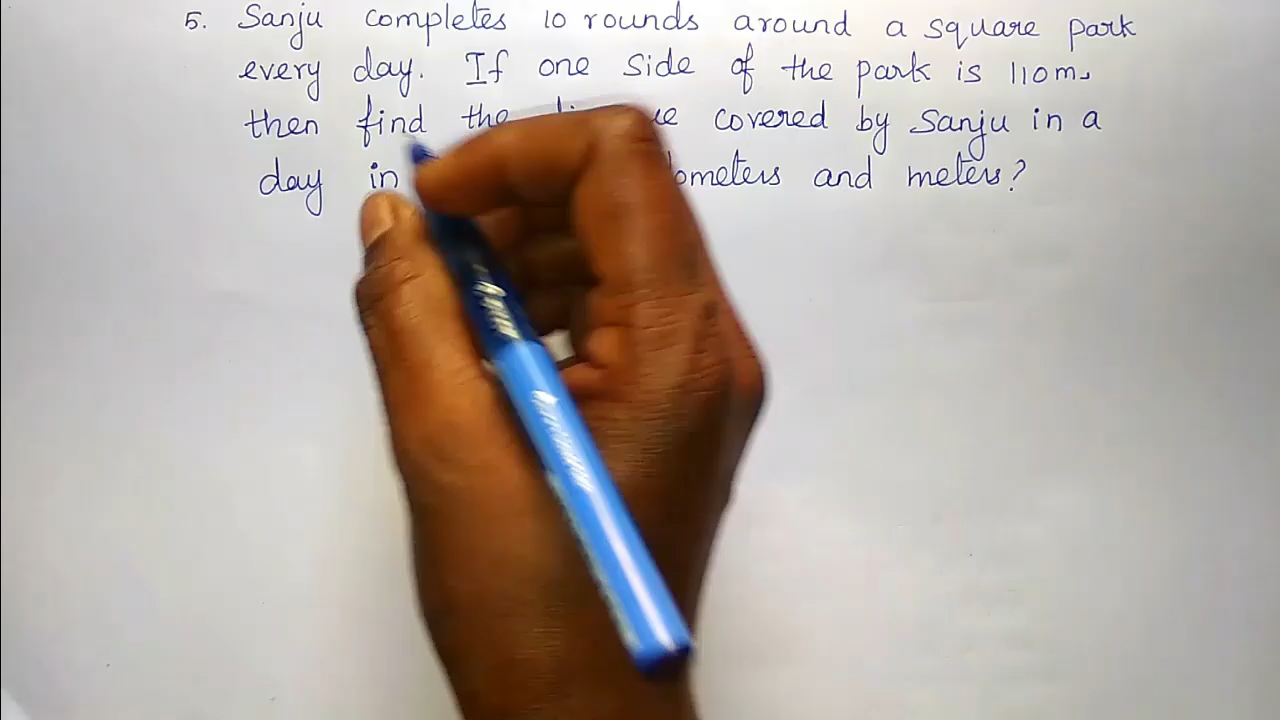 5. Sanju completes 10 rounds around a square park
every day. If one side of the park is 110m,
then find the covered by Sanju in a
day in and meters?